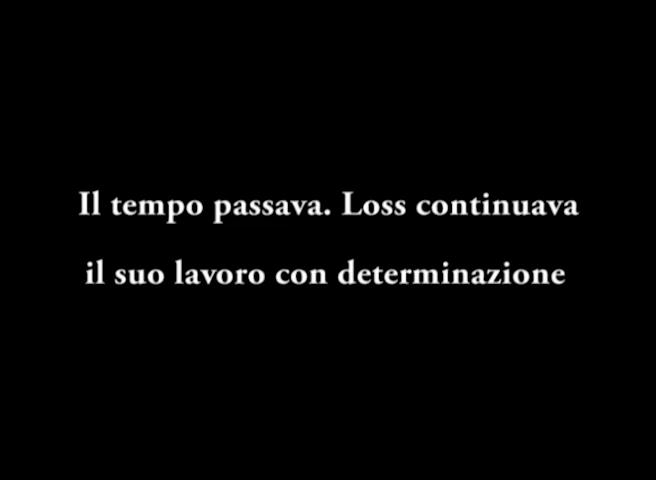 Il tempo passava. Loss continuava
il suo lavoro con determinazione